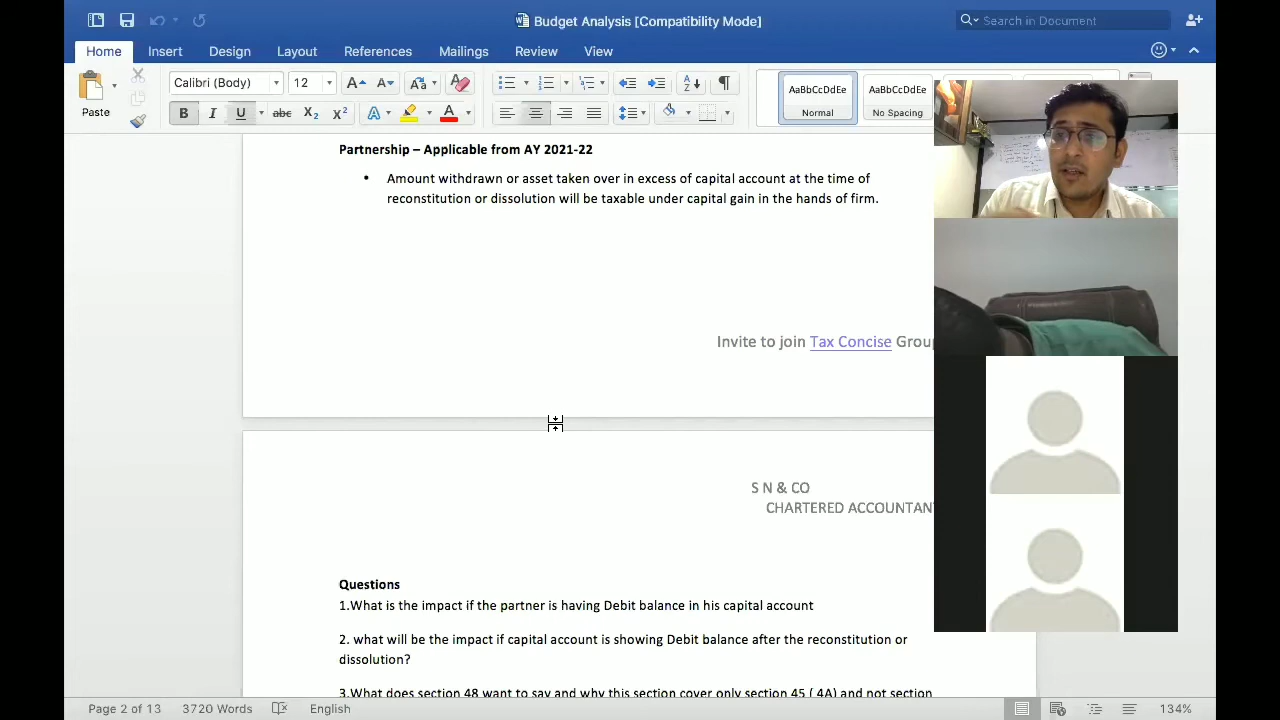 Budget Analysis [Compatibility Mode]
Search in Document
Home Insert Design Layout References Mailings Review View
Calibri (Body) 12
Paste
AaBbCcDdEe AaBbCcDdEe
Normal No Spacing
Partnership – Applicable from AY 2021-22
• Amount withdrawn or asset taken over in excess of capital account at the time of
reconstitution or dissolution will be taxable under capital gain in the hands of firm.
Invite to join Tax Concise Grou
S N & CO
CHARTERED ACCOUNTAN
Questions
1.What is the impact if the partner is having Debit balance in his capital account
2. what will be the impact if capital account is showing Debit balance after the reconstitution or
dissolution?
3.What does section 48 want to say and why this section cover only section 45 ( 4A) and not section
Page 2 of 13 3720 Words English 134%